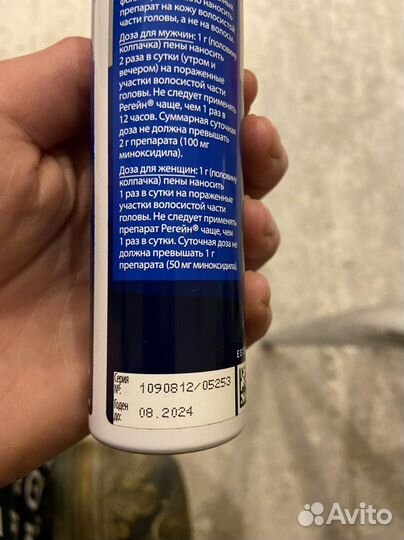 препарат на кожу волосистой
части головы, а не на волосы.
Доза для мужчин: 1 г (половину
колпачка) пены наносить
2 раза в сутки (утром и
вечером) на пораженные
участки волосистой части
головы. Не следует применять
Регейн® чаще, чем 1 раз в
12 часов. Суммарная суточная
доза не должна превышать
2 г препарата (100 мг
миноксидила).
Доза для женщин: 1 г (половину
колпачка) пены наносить
1 раз в сутки на пораженные
участки волосистой части
головы. Не следует применять
препарат Регейн® чаще, чем
1 раз в сутки. Суточная доза не
должна превышать 1 г
препарата (50 мг миноксидила).
Серия
№: 1090812/05253
Годен
до: 08.2024
Avito